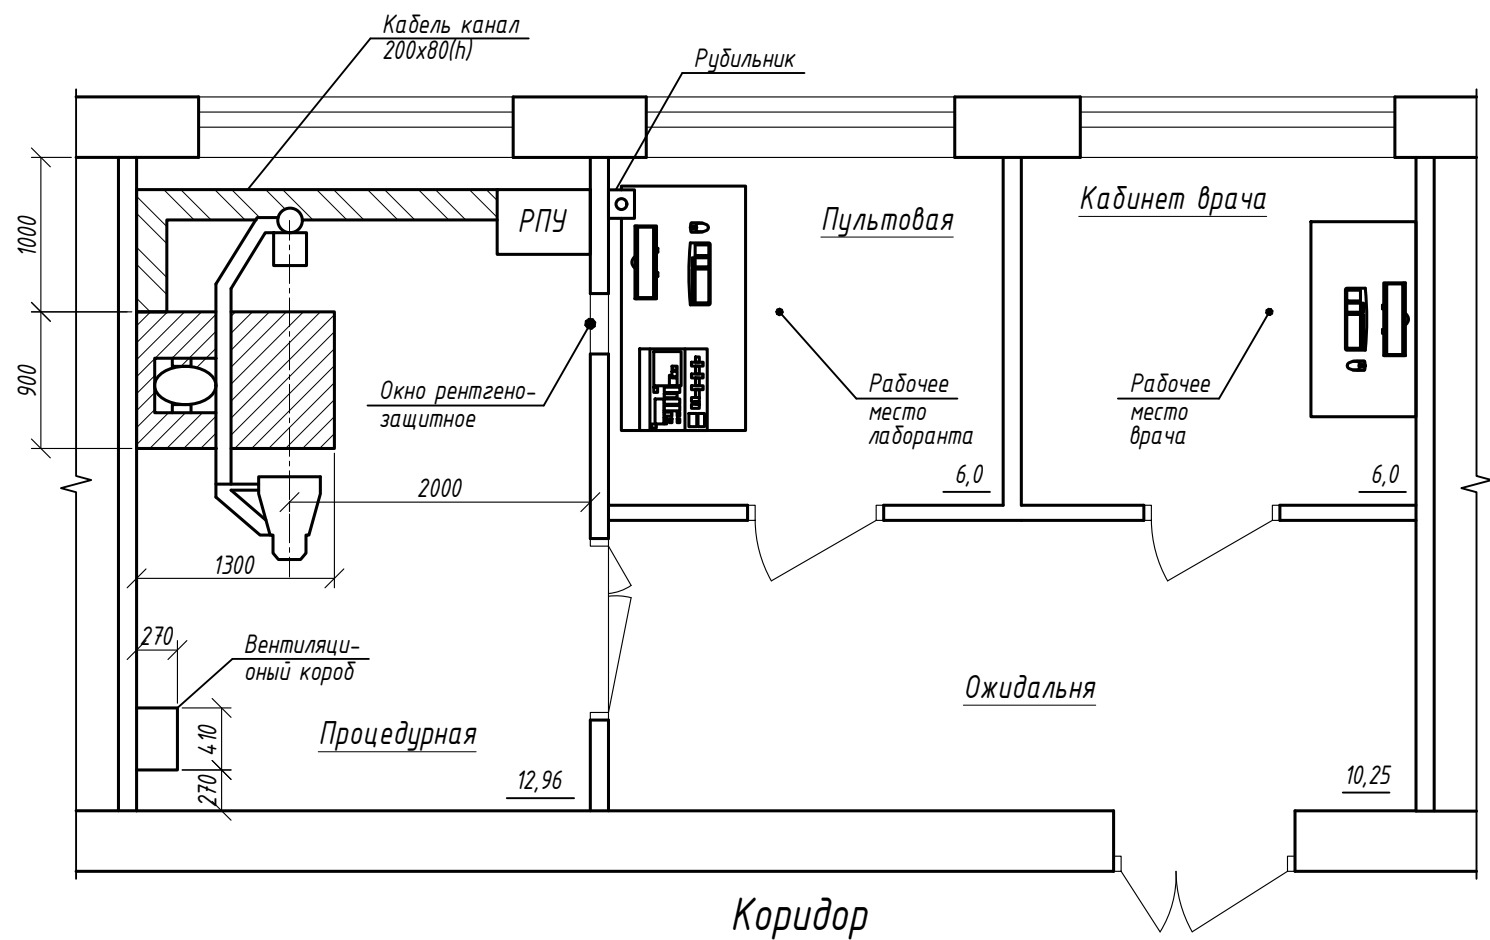 Кабель канал
200х80(h)
Рубильник
РПУ
Пультовая
Кабинет врача
1000
900
Окно рентгено-
защитное
Рабочее
место
лаборанта
Рабочее
место
врача
6,0
6,0
2000
1300
270
Вентиляци-
оный короб
410
270
Процедурная
12,96
Ожидальня
10,25
Коридор